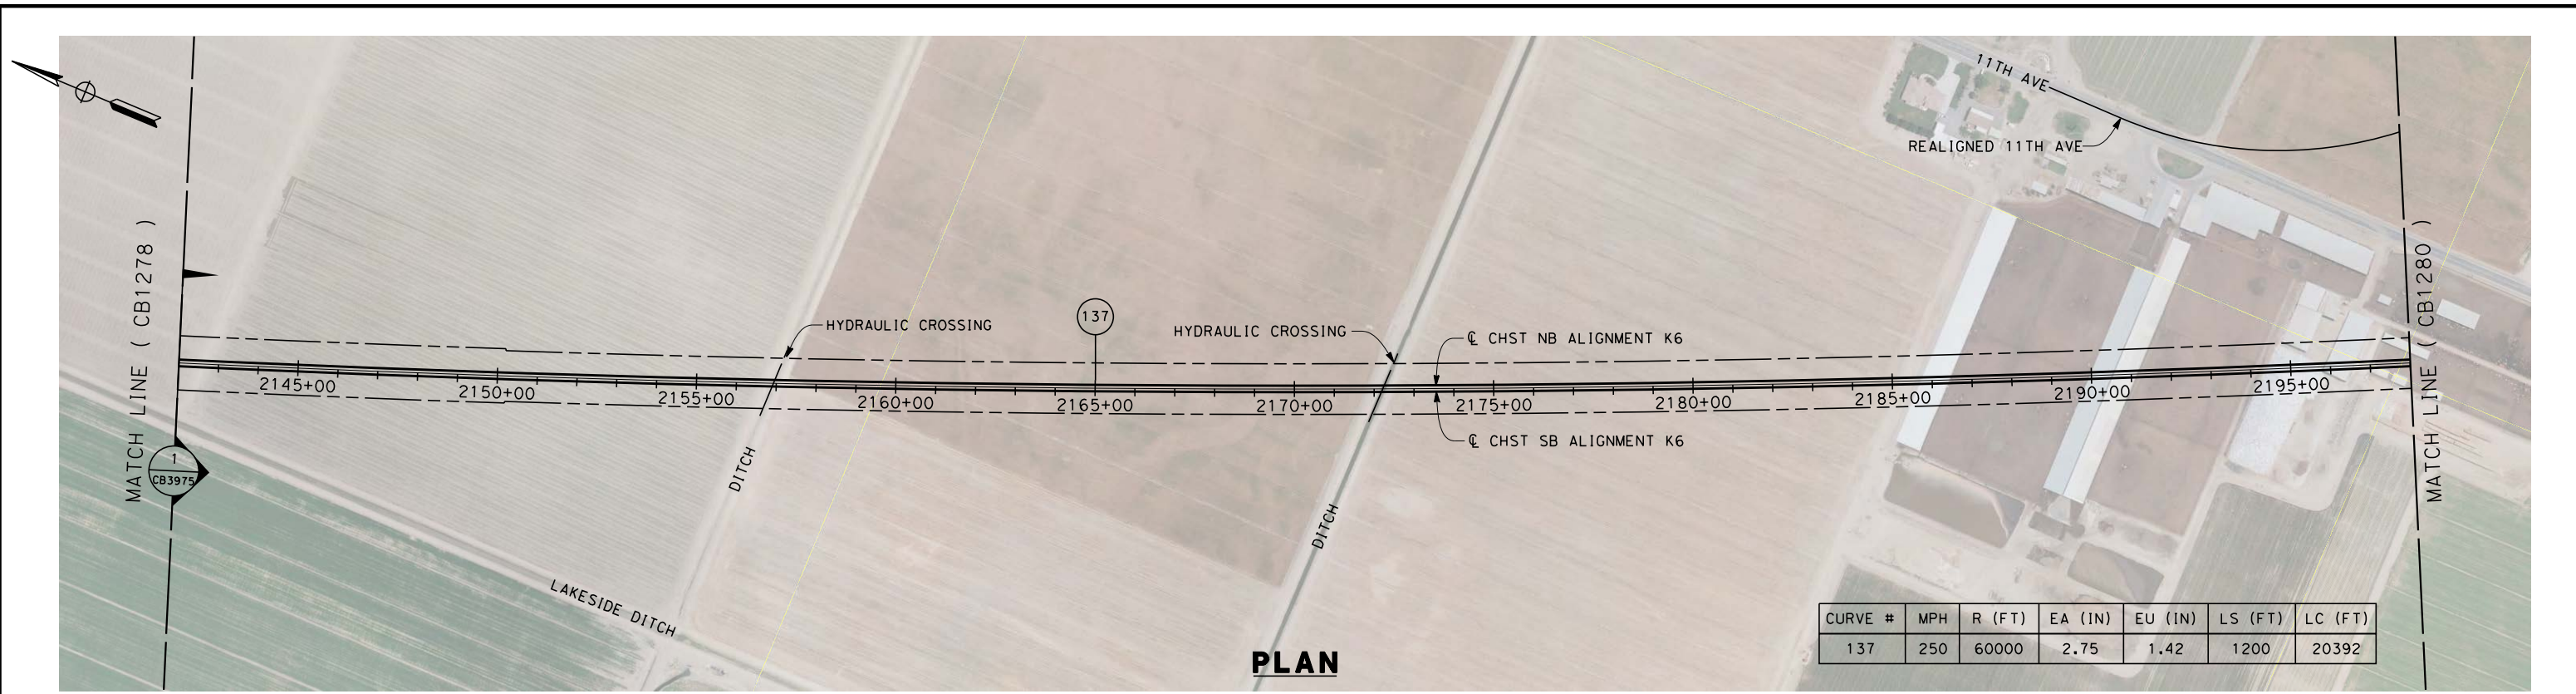 11TH AVE
REALIGNED 11TH AVE
MATCH LINE ( CB1278 )
HYDRAULIC CROSSING
137
HYDRAULIC CROSSING
℄ CHST NB ALIGNMENT K6
MATCH LINE ( CB1280 )
2145+00
2150+00
2155+00
2160+00
2165+00
2170+00
2175+00
2180+00
2185+00
2190+00
2195+00
℄ CHST SB ALIGNMENT K6
1
CB3975
DITCH
DITCH
LAKESIDE DITCH
CURVE # MPH R (FT) EA (IN) EU (IN) LS (FT) LC (FT)
137 250 60000 2.75 1.42 1200 20392
PLAN